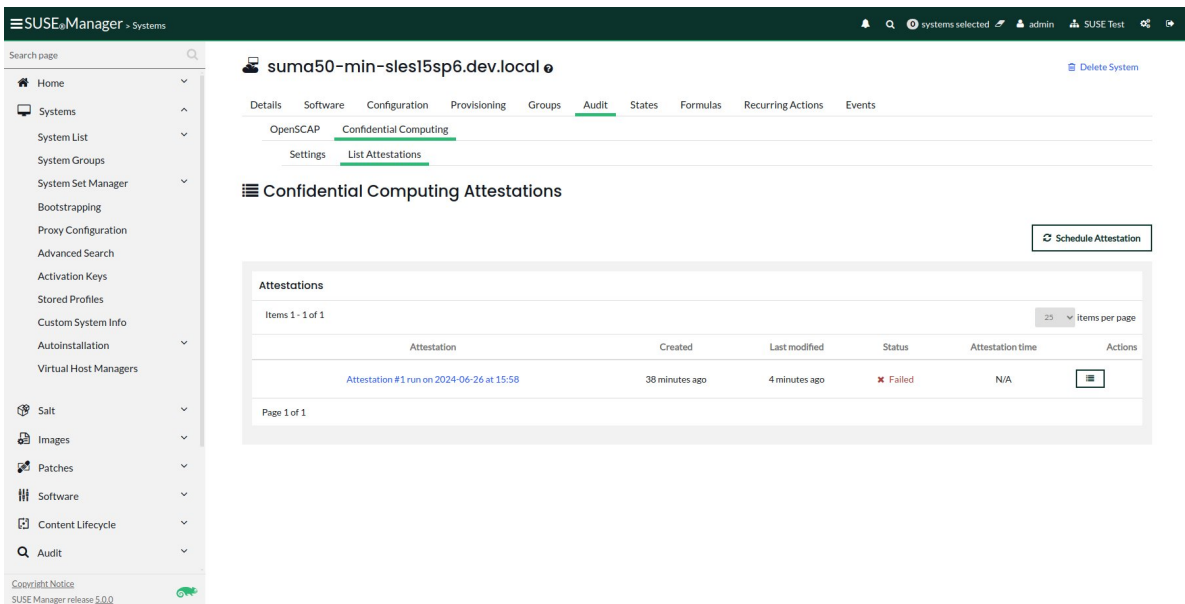 SUSE®Manager > Systems
0 systems selected admin SUSE Test
Search page
Home
Systems
System List
System Groups
System Set Manager
Bootstrapping
Proxy Configuration
Advanced Search
Activation Keys
Stored Profiles
Custom System Info
Autoinstallation
Virtual Host Managers
Salt
Images
Patches
Software
Content Lifecycle
Audit
Copyright Notice
SUSE Manager release 5.0.0
suma50-min-sles15sp6.dev.local
Delete System
Details Software Configuration Provisioning Groups Audit States Formulas Recurring Actions Events
OpenSCAP Confidential Computing
Settings List Attestations
Confidential Computing Attestations
Schedule Attestation
Attestations
Items 1 - 1 of 1 25 items per page
Attestation Created Last modified Status Attestation time Actions
Attestation #1 run on 2024-06-26 at 15:58 38 minutes ago 4 minutes ago Failed N/A
Page 1 of 1